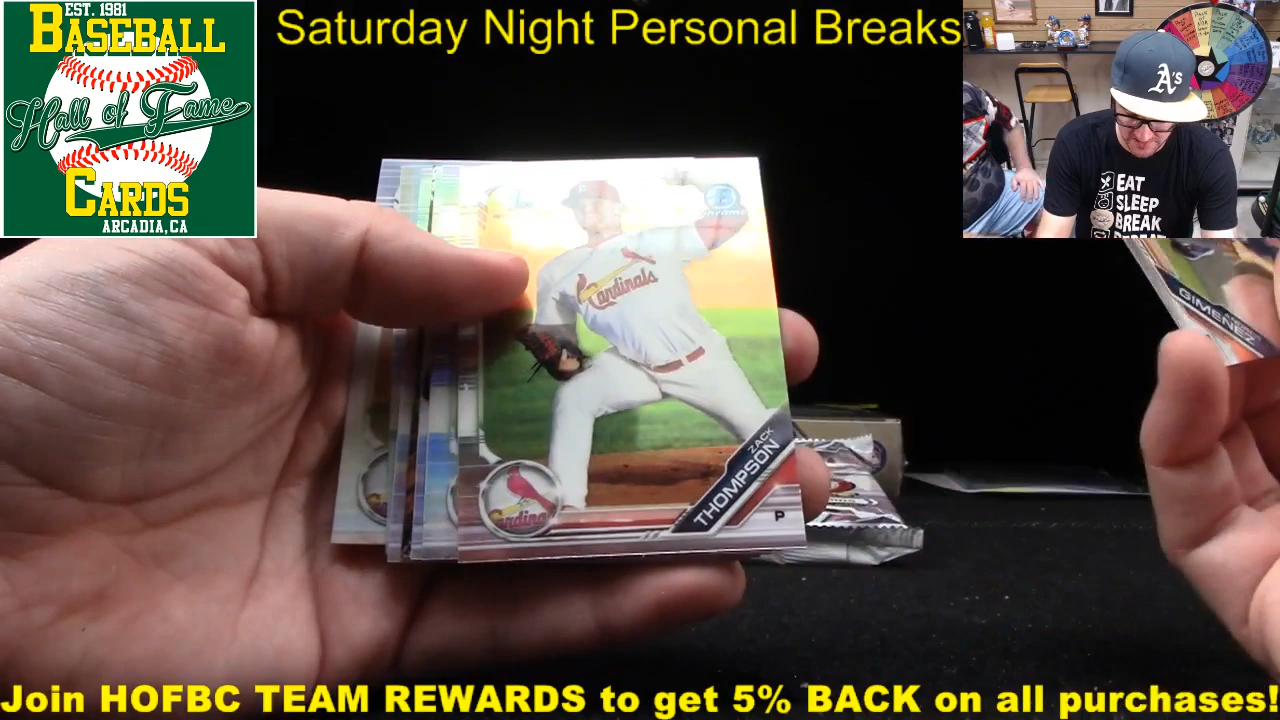 EST. 1981
BASEBALL
Hall of Fame
CARDS
ARCADIA, CA
Saturday Night Personal Breaks
A's
EAT
SLEEP
BREAK
REPEAT
Chrome
Cardinals
ZACK
THOMPSON
P
GIMENEZ
Join HOFBC TEAM REWARDS to get 5% BACK on all purchases!